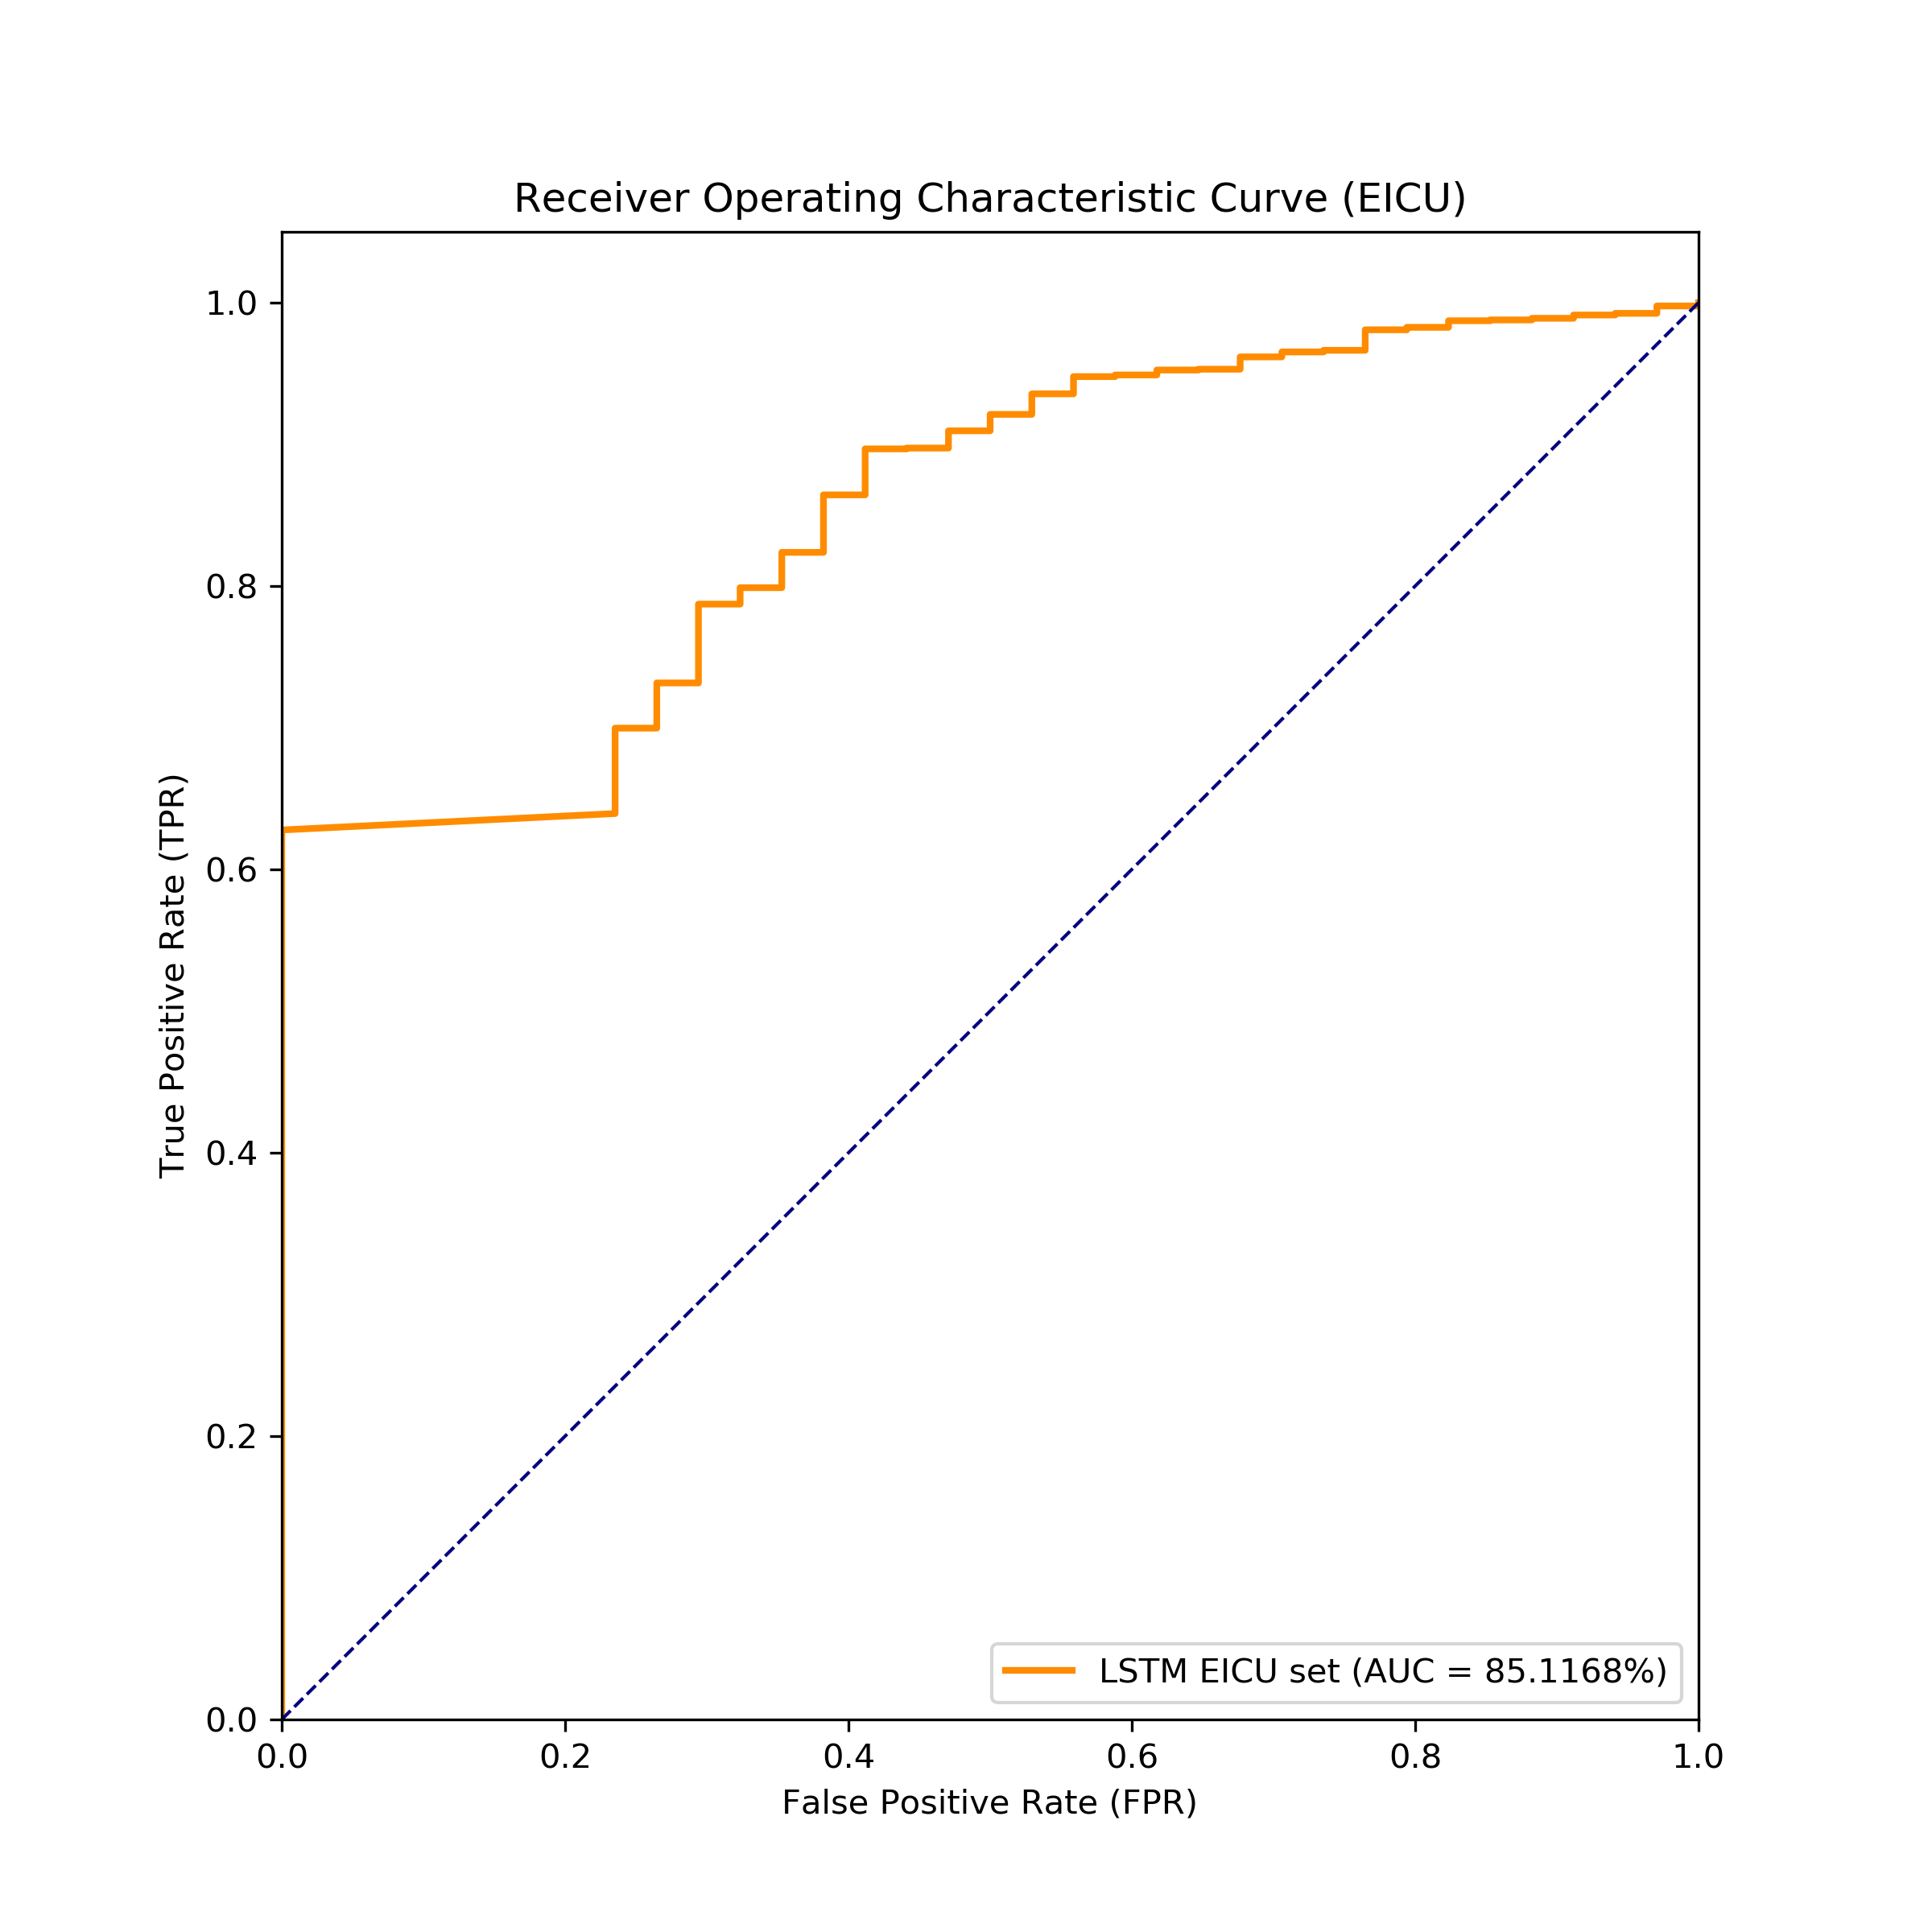 Receiver Operating Characteristic Curve (EICU)
True Positive Rate (TPR)
1.0
0.8
0.6
0.4
0.2
0.0
0.0 0.2 0.4 0.6 0.8 1.0
False Positive Rate (FPR)
LSTM EICU set (AUC = 85.1168%)